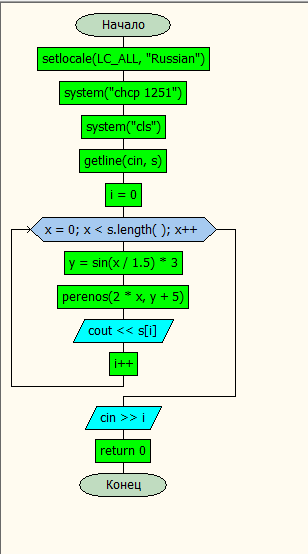 Начало
setlocale(LC_ALL, "Russian")
system("chcp 1251")
system("cls")
getline(cin, s)
i = 0
x = 0; x < s.length( ); x++
y = sin(x / 1.5) * 3
perenos(2 * x, y + 5)
cout << s[i]
i++
cin >> i
return 0
Конец